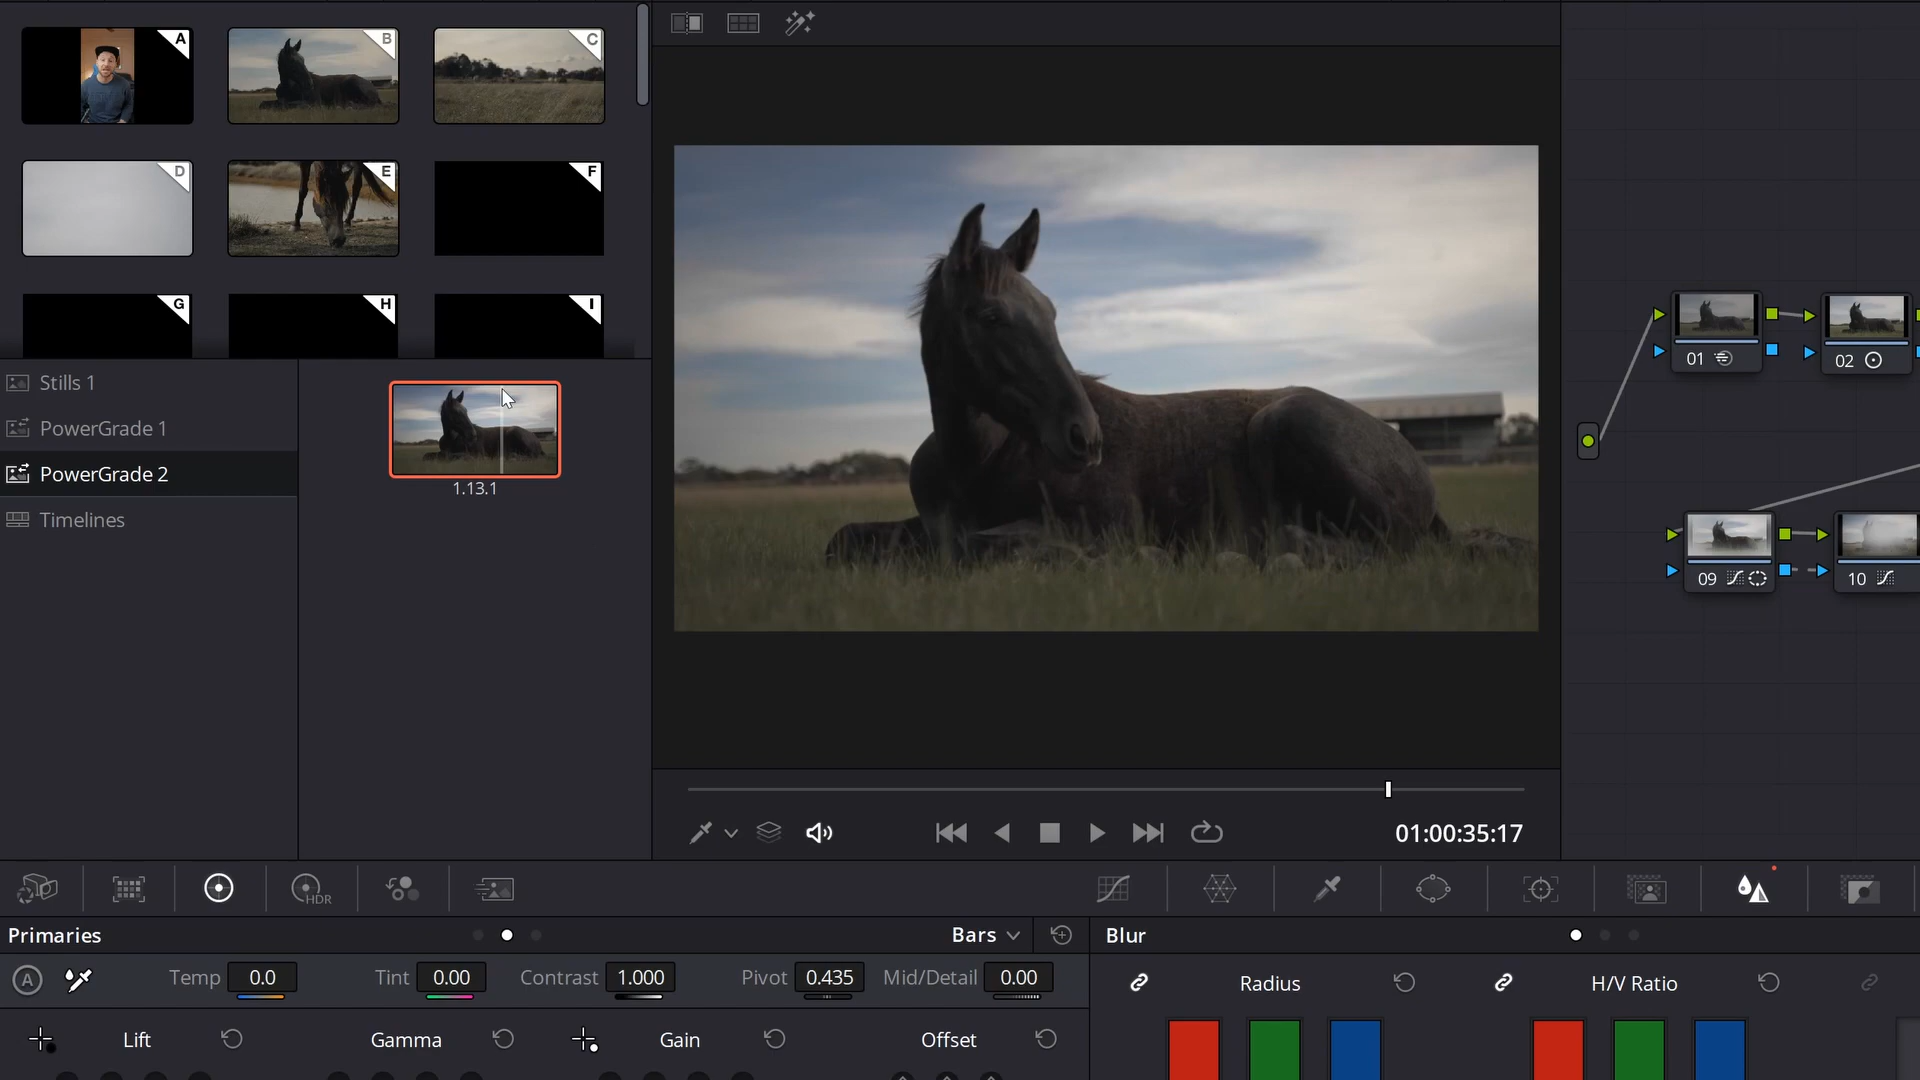 A
B
C
D
E
F
G
H
I
Stills 1
PowerGrade 1
PowerGrade 2
Timelines
1.13.1
01
02
09
10
01:00:35:17
HDR
Primaries
Bars
Blur
A
Temp 0.0
Tint 0.00
Contrast 1.000
Pivot 0.435
Mid/Detail 0.00
Radius
H/V Ratio
Lift
Gamma
Gain
Offset